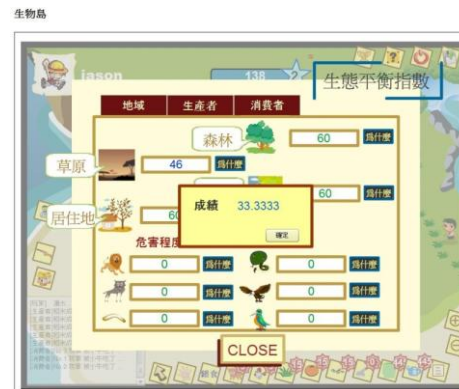 生物島
jason
138
生態平衡指數
地域 生產者 消費者
森林 60 為什麼
草原 46 為什麼
60 為什麼
居住地 60
成績 33.3333
確定
危害程度
0 為什麼 0 為什麼
0 為什麼 0 為什麼
0 為什麼 0 為什麼
CLOSE